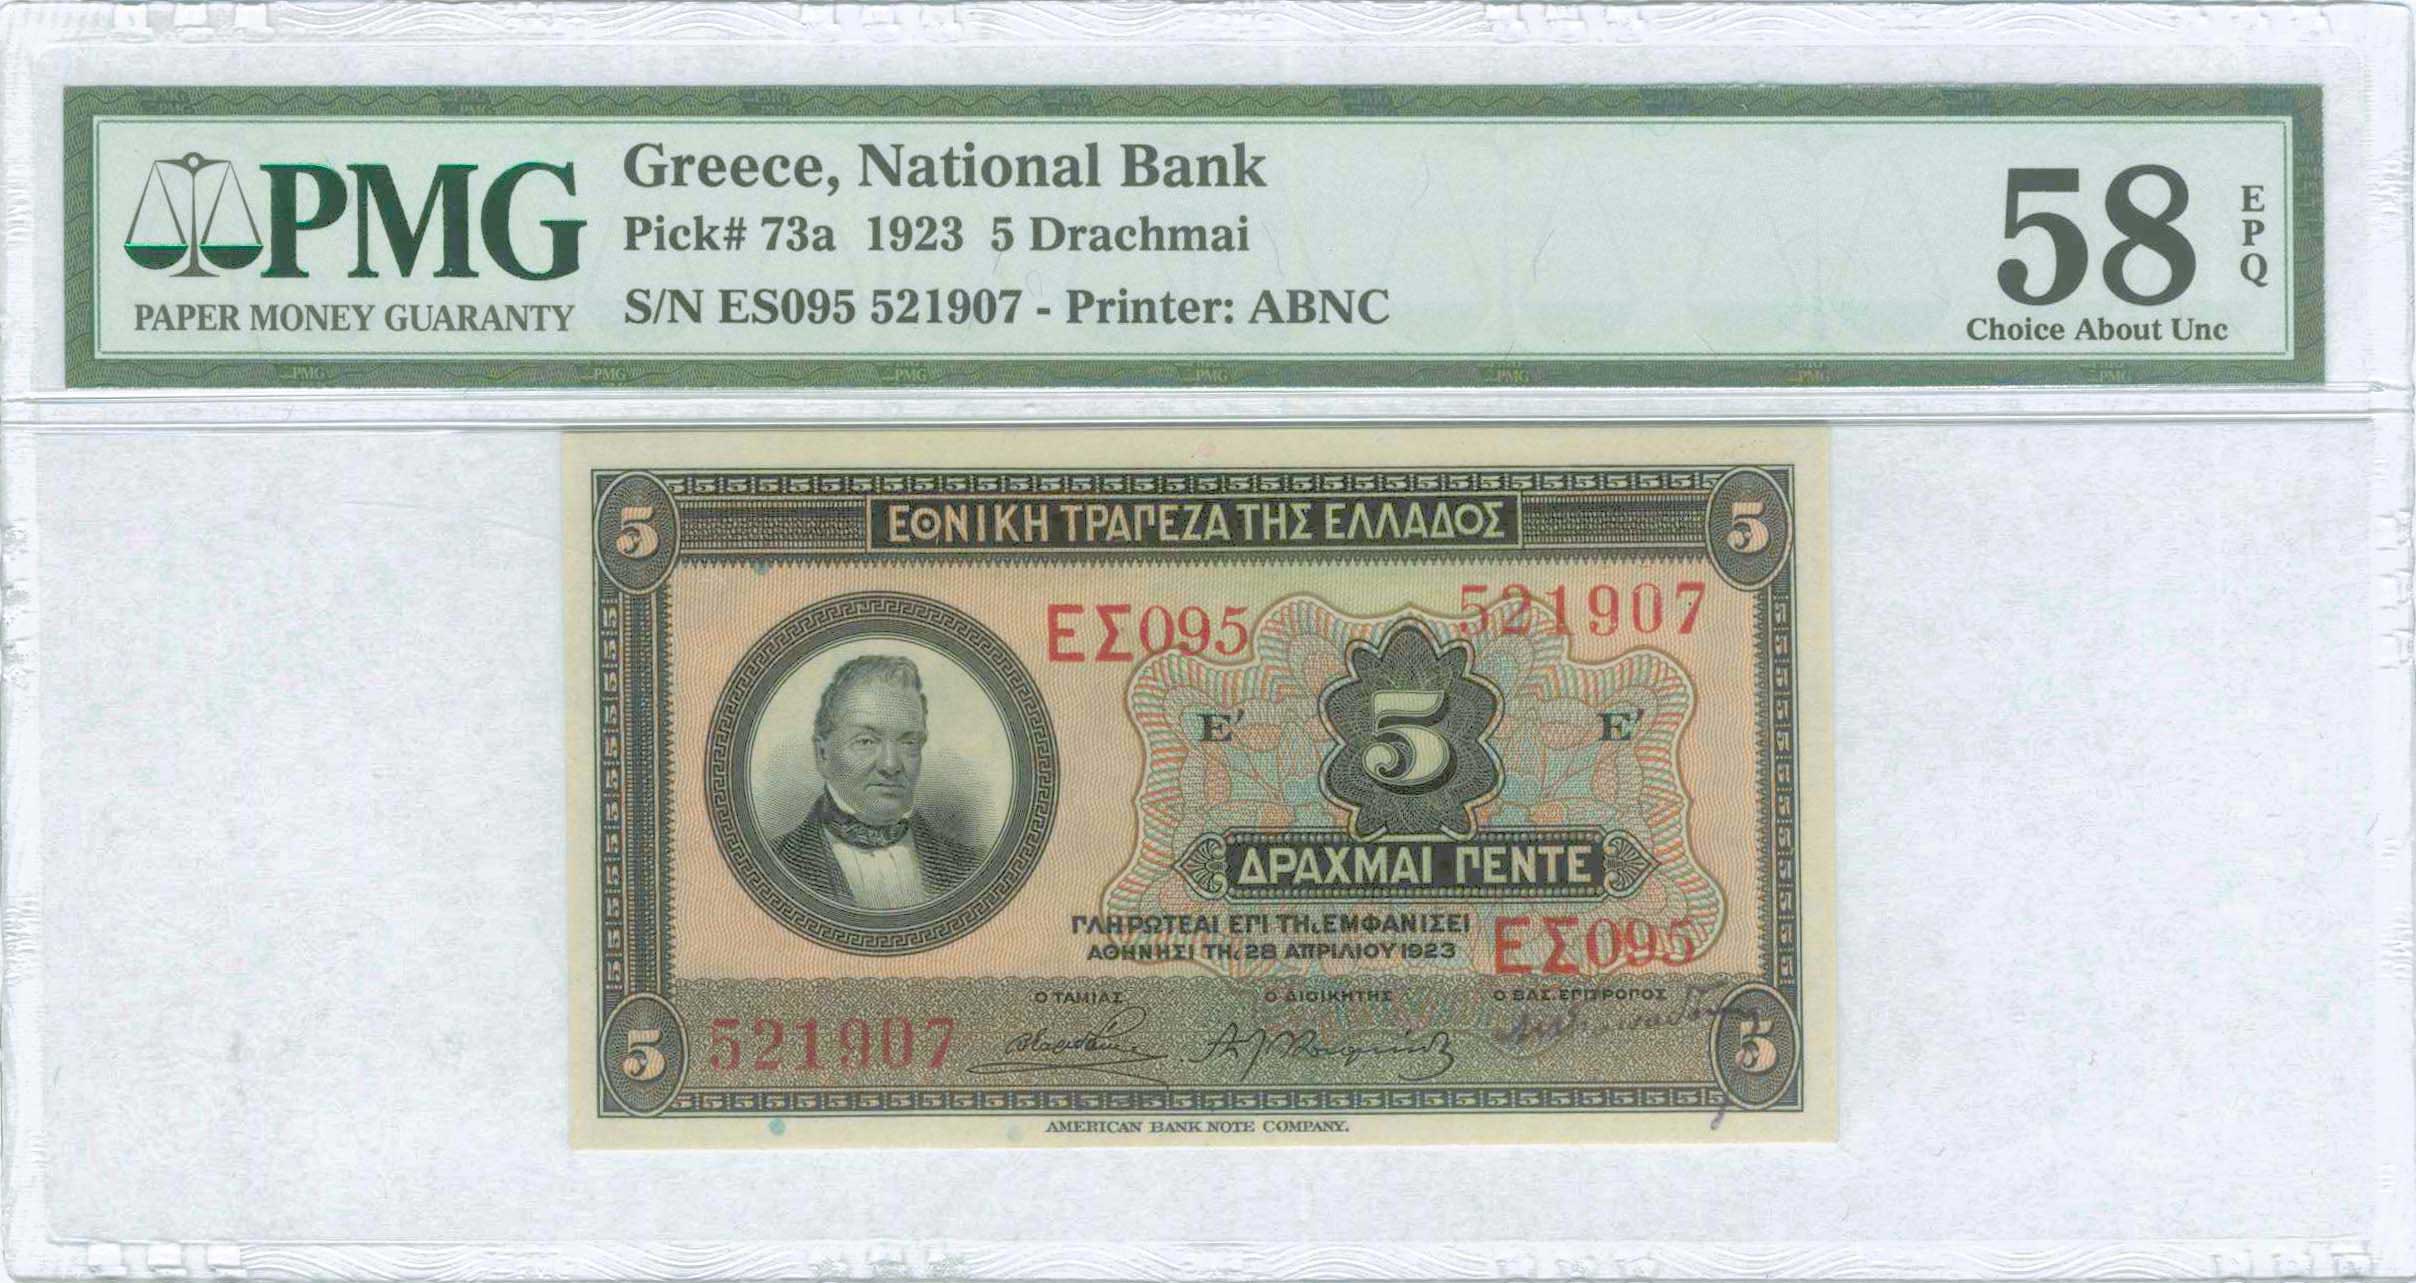 PMG
PAPER MONEY GUARANTY
Greece, National Bank
Pick# 73a 1923 5 Drachmai
S/N ES095 521907 - Printer: ABNC
58
EPQ
Choice About Unc
5 5
ΕΘΝΙΚΗ ΤΡΑΠΕΖΑ ΤΗΣ ΕΛΛΑΔΟΣ
ΕΣ095 521907
Ε΄ 5 Ε΄
ΔΡΑΧΜΑΙ ΠΕΝΤΕ
ΠΛΗΡΩΤΕΑΙ ΕΠΙ ΤΗι ΕΜΦΑΝΙΣΕΙ
ΑΘΗΝΗΣΙ ΤΗι 28 ΑΠΡΙΛΙΟΥ 1923
ΕΣ095
Ο ΤΑΜΙΑΣ Ο ΔΙΟΙΚΗΤΗΣ Ο ΒΑΣ. ΕΠΙΤΡΟΠΟΣ
521907
5 5
AMERICAN BANK NOTE COMPANY.